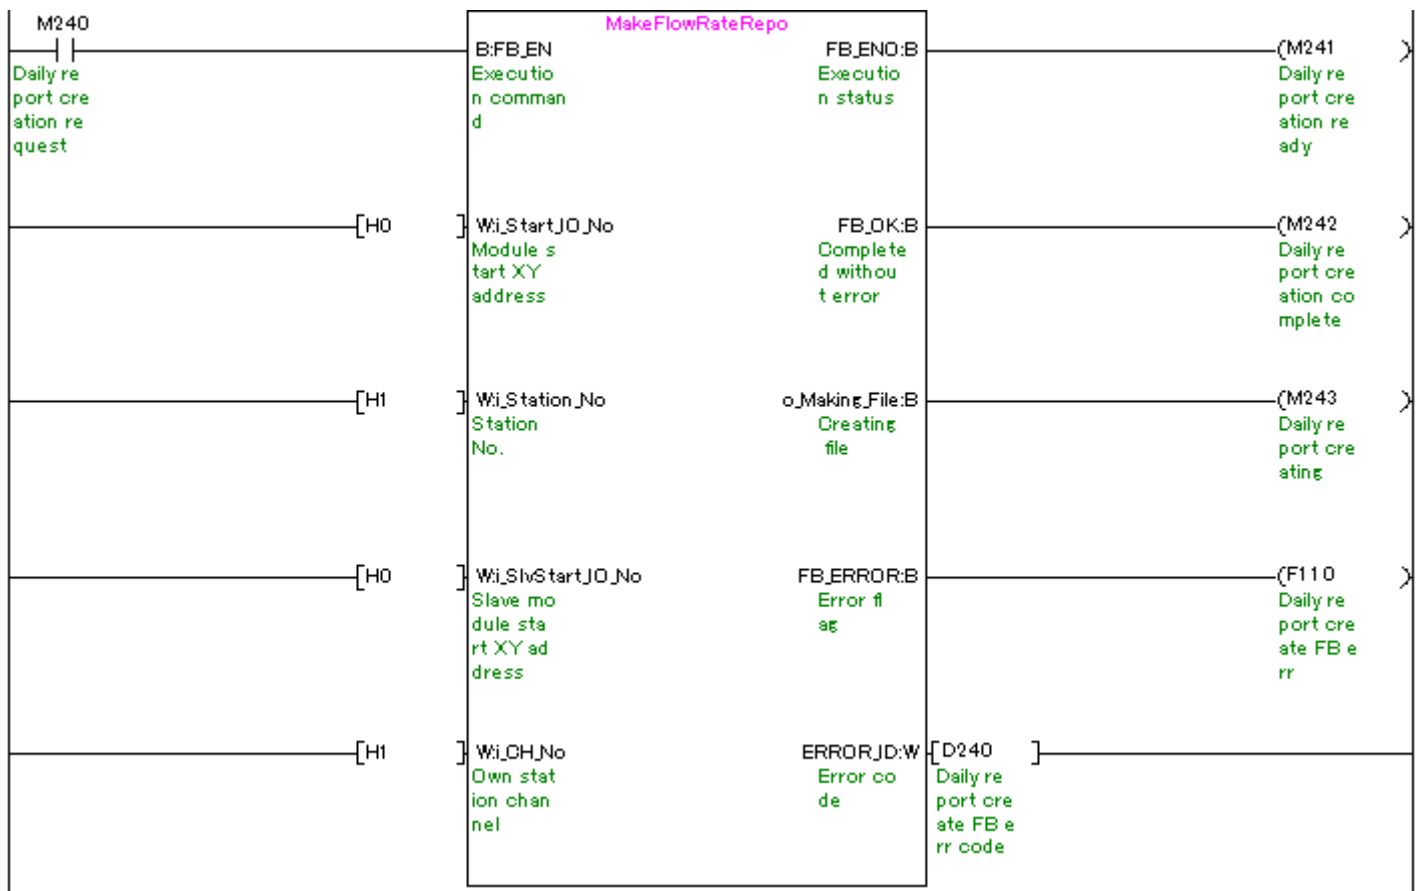 M240
MakeFlowRateRepo
B:FB_EN
FB_ENO:B
(M241 )
Daily re
port cre
ation re
quest
Executio
n comman
d
Executio
n status
Daily re
port cre
ation re
ady
[H0 ]
W:i_Start_IO_No
FB_OK:B
(M242 )
Module s
tart XY
address
Complete
d withou
t error
Daily re
port cre
ation co
mplete
[H1 ]
W:i_Station_No
o_Making_File:B
(M243 )
Station
No.
Creating
file
Daily re
port cre
ating
[H0 ]
W:i_SlvStart_IO_No
FB_ERROR:B
(F110 )
Slave mo
dule sta
rt XY ad
dress
Error fl
ag
Daily re
port cre
ate FB e
rr
[H1 ]
W:i_CH_No
ERROR_ID:W
[D240 ]
Own stat
ion chan
nel
Error co
de
Daily re
port cre
ate FB e
rr code